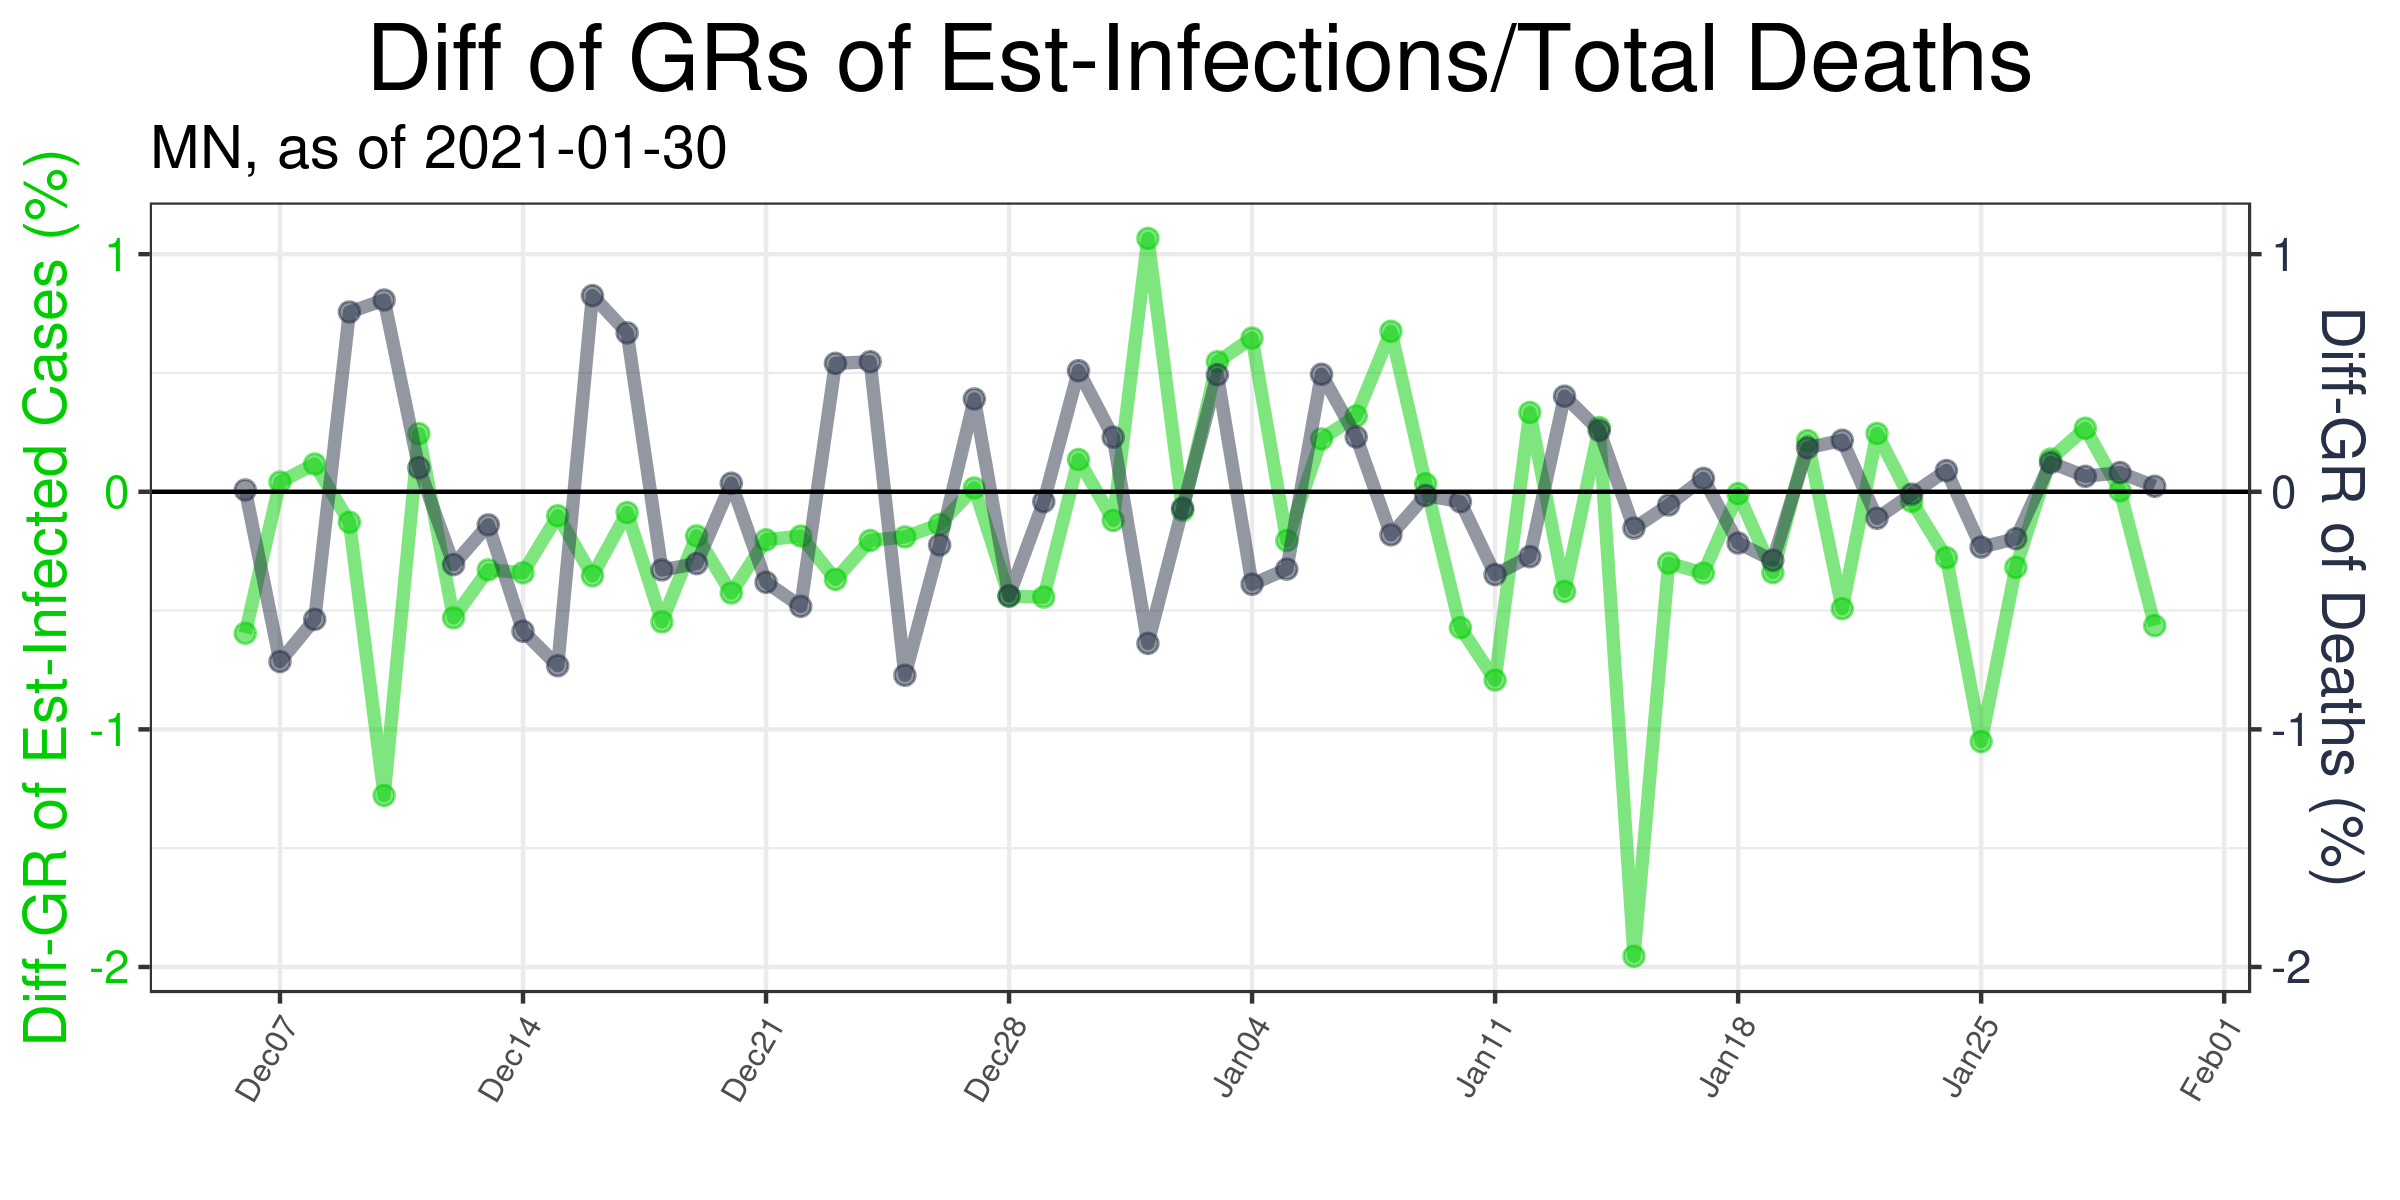 Diff of GRs of Est-Infections/Total Deaths
MN, as of 2021-01-30
Diff-GR of Est-Infected Cases (%)
1
0
-1
-2
1
0
-1
-2
Diff-GR of Deaths (%)
Dec07
Dec14
Dec21
Dec28
Jan04
Jan11
Jan18
Jan25
Feb01